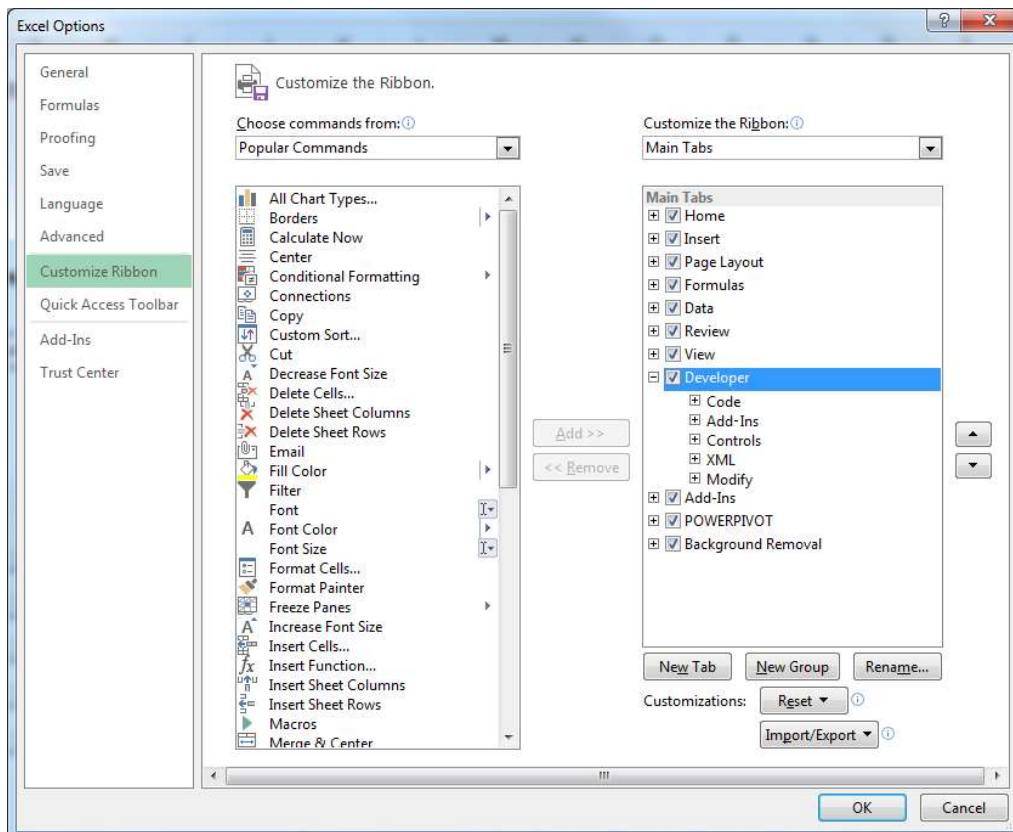 Excel Options
General
Formulas
Proofing
Save
Language
Advanced
Customize Ribbon
Quick Access Toolbar
Add-Ins
Trust Center
Customize the Ribbon.
Choose commands from:
Popular Commands
All Chart Types...
Borders
Calculate Now
Center
Conditional Formatting
Connections
Copy
Custom Sort...
Cut
Decrease Font Size
Delete Cells...
Delete Sheet Columns
Delete Sheet Rows
Email
Fill Color
Filter
Font
Font Color
Font Size
Format Cells...
Format Painter
Freeze Panes
Increase Font Size
Insert Cells...
Insert Function...
Insert Sheet Columns
Insert Sheet Rows
Macros
Merge & Center
Add >>
<< Remove
Customize the Ribbon:
Main Tabs
Main Tabs
Home
Insert
Page Layout
Formulas
Data
Review
View
Developer
Code
Add-Ins
Controls
XML
Modify
Add-Ins
POWERPIVOT
Background Removal
New Tab
New Group
Rename...
Customizations:
Reset
Import/Export
OK
Cancel